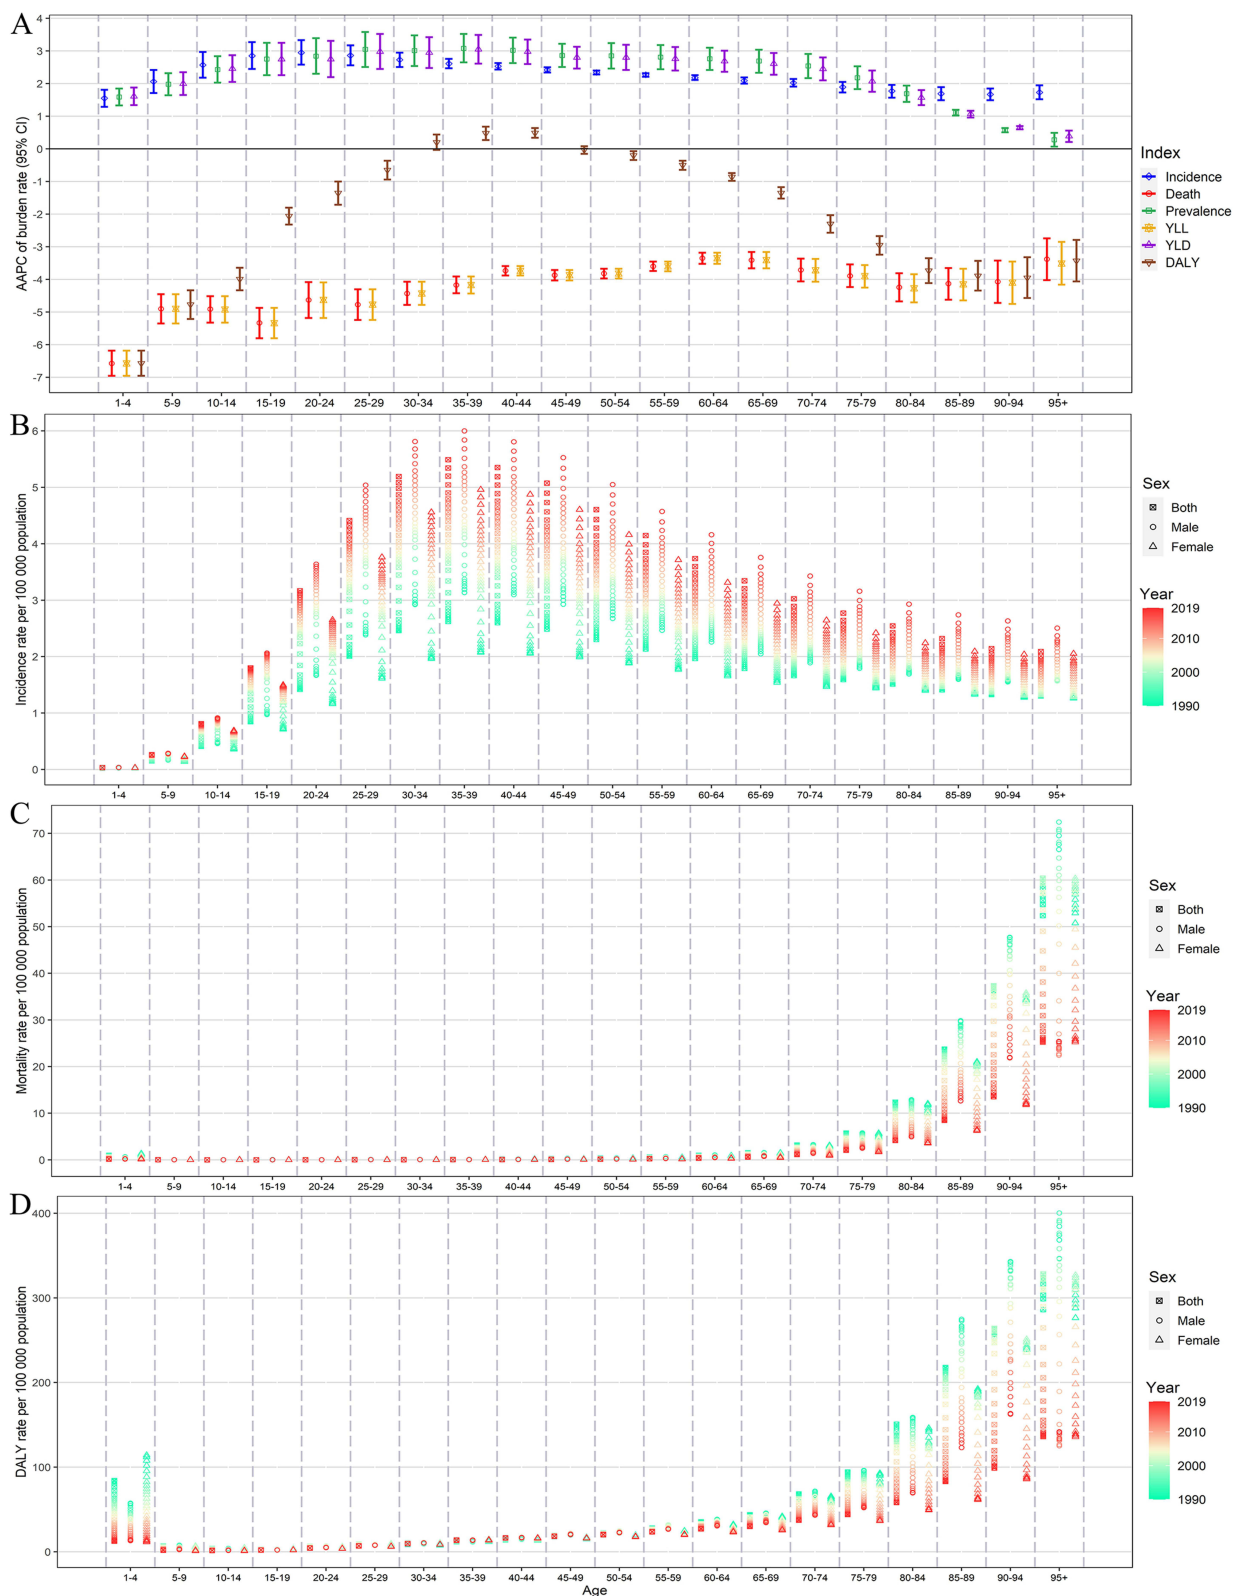 A
AAPC of burden rate (95% CI)
4
3
2
1
0
-1
-2
-3
-4
-5
-6
-7
1-4 5-9 10-14 15-19 20-24 25-29 30-34 35-39 40-44 45-49 50-54 55-59 60-64 65-69 70-74 75-79 80-84 85-89 90-94 95+
Index
Incidence
Death
Prevalence
YLL
YLD
DALY
B
Incidence rate per 100 000 population
6
5
4
3
2
1
0
1-4 5-9 10-14 15-19 20-24 25-29 30-34 35-39 40-44 45-49 50-54 55-59 60-64 65-69 70-74 75-79 80-84 85-89 90-94 95+
Sex
Both
Male
Female
Year
2019
2010
2000
1990
C
Mortality rate per 100 000 population
70
60
50
40
30
20
10
0
1-4 5-9 10-14 15-19 20-24 25-29 30-34 35-39 40-44 45-49 50-54 55-59 60-64 65-69 70-74 75-79 80-84 85-89 90-94 95+
Sex
Both
Male
Female
Year
2019
2010
2000
1990
D
DALY rate per 100 000 population
400
300
200
100
0
1-4 5-9 10-14 15-19 20-24 25-29 30-34 35-39 40-44 45-49 50-54 55-59 60-64 65-69 70-74 75-79 80-84 85-89 90-94 95+
Age
Sex
Both
Male
Female
Year
2019
2010
2000
1990